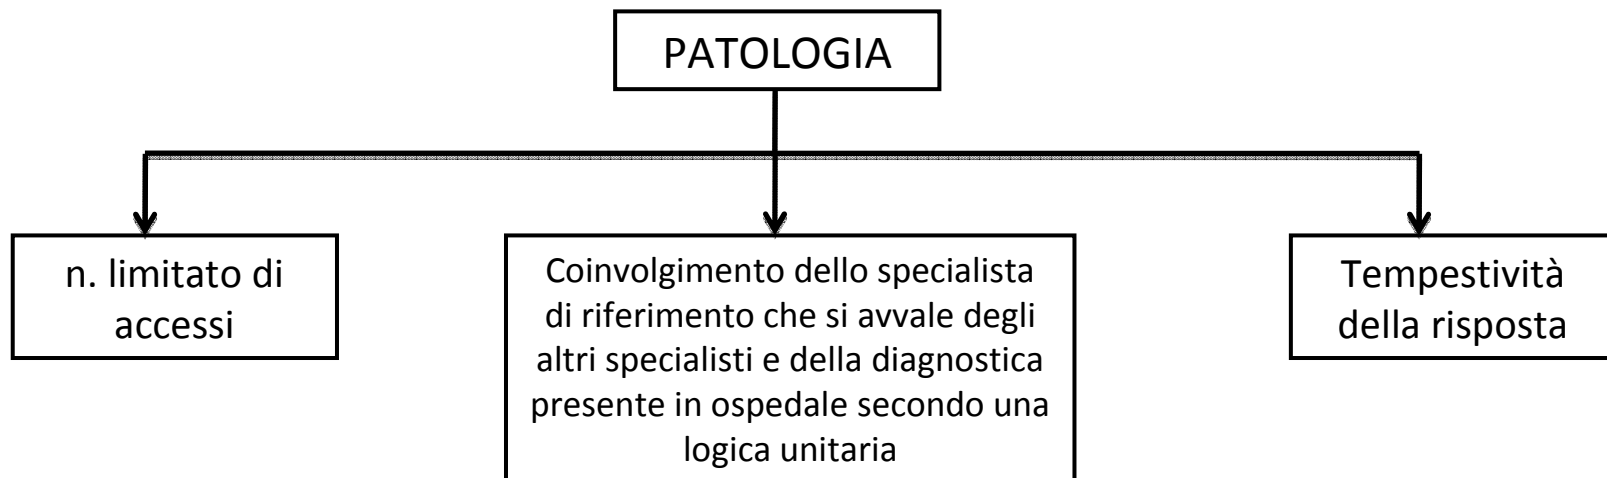 PATOLOGIA
n. limitato di
accessi
Coinvolgimento dello specialista
di riferimento che si avvale degli
altri specialisti e della diagnostica
presente in ospedale secondo una
logica unitaria
Tempestività
della risposta